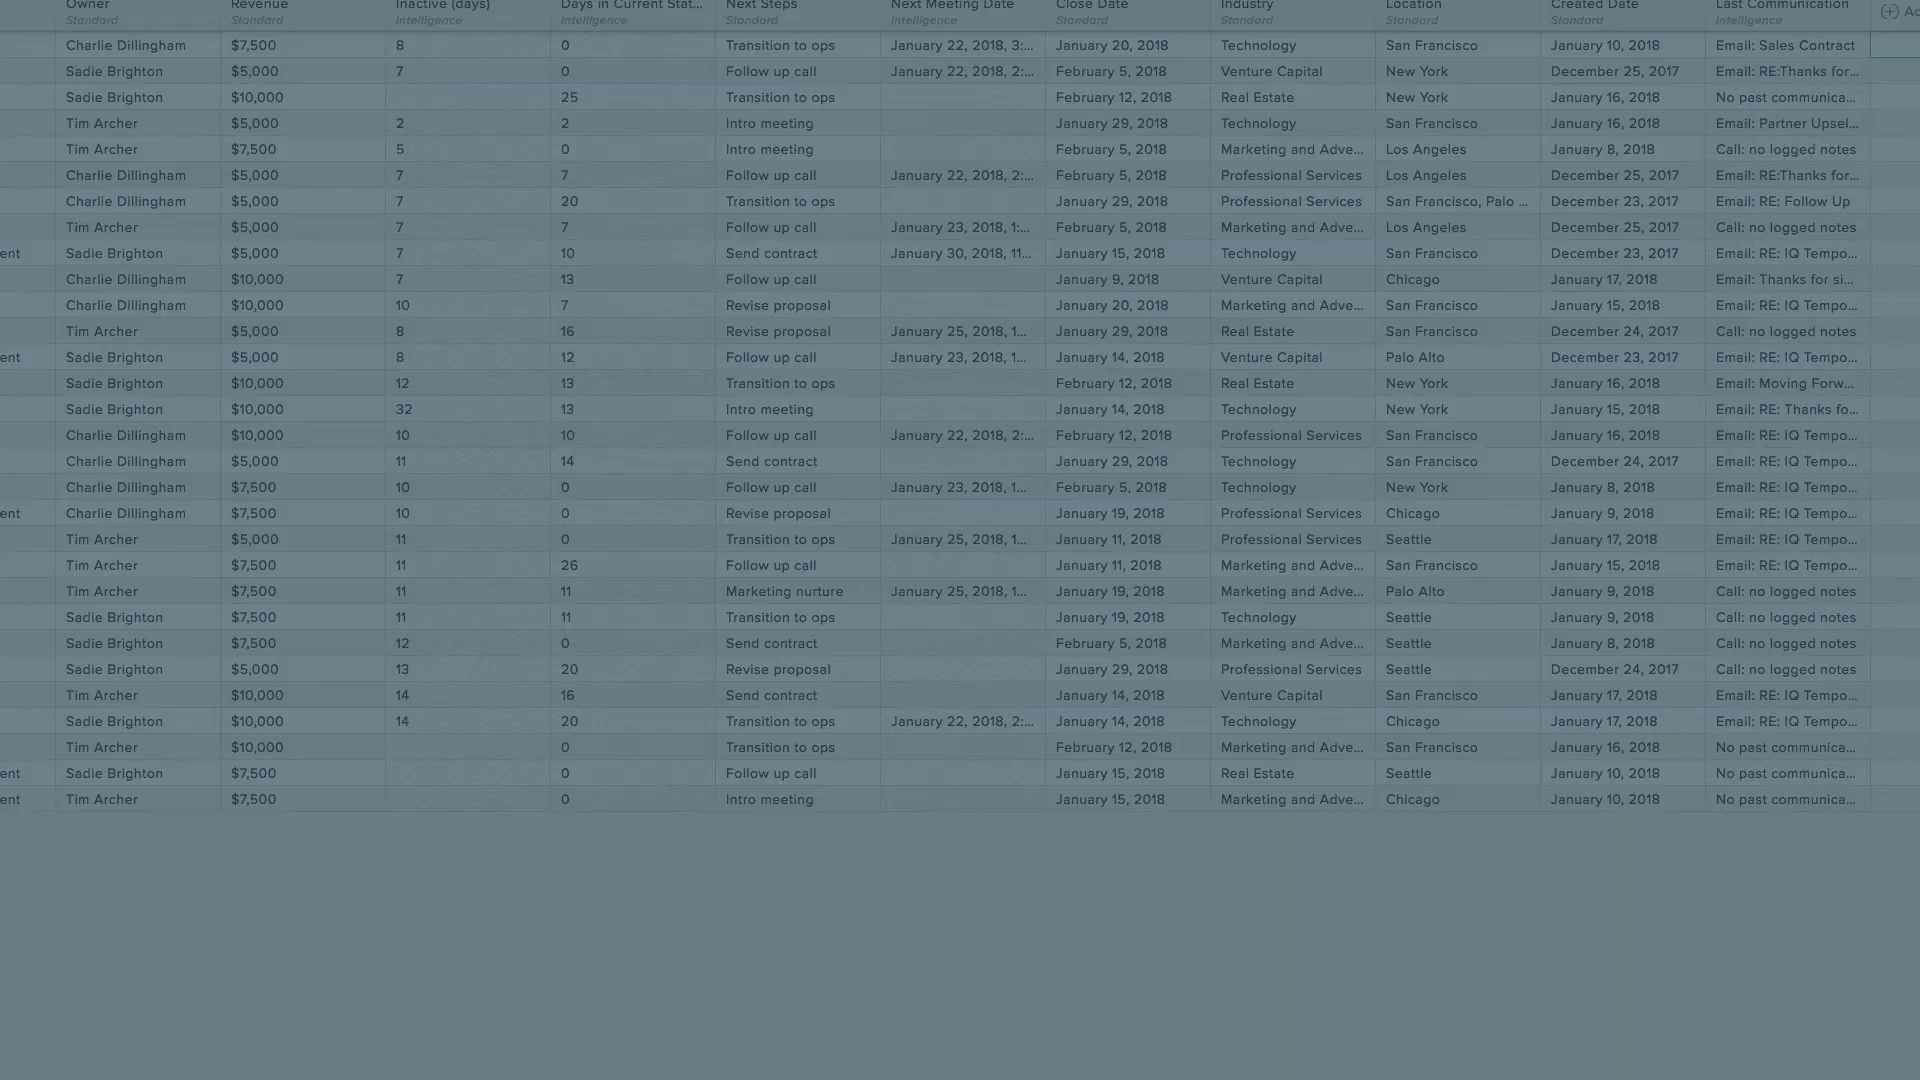 Owner Revenue Inactive (days) Days in Current Stat... Next Steps Next Meeting Date Close Date Industry Location Created Date Last Communication
Standard Standard Intelligence Intelligence Standard Intelligence Standard Standard Standard Standard Intelligence (+) Ac
Charlie Dillingham $7,500 8 0 Transition to ops January 22, 2018, 3:... January 20, 2018 Technology San Francisco January 10, 2018 Email: Sales Contract
Sadie Brighton $5,000 7 0 Follow up call January 22, 2018, 2:... February 5, 2018 Venture Capital New York December 25, 2017 Email: RE:Thanks for...
Sadie Brighton $10,000 25 Transition to ops February 12, 2018 Real Estate New York January 16, 2018 No past communica...
Tim Archer $5,000 2 2 Intro meeting January 29, 2018 Technology San Francisco January 16, 2018 Email: Partner Upsel...
Tim Archer $7,500 5 0 Intro meeting February 5, 2018 Marketing and Adve... Los Angeles January 8, 2018 Call: no logged notes
Charlie Dillingham $5,000 7 7 Follow up call January 22, 2018, 2:... February 5, 2018 Professional Services Los Angeles December 25, 2017 Email: RE:Thanks for...
Charlie Dillingham $5,000 7 20 Transition to ops January 29, 2018 Professional Services San Francisco, Palo ... December 23, 2017 Email: RE: Follow Up
Tim Archer $5,000 7 7 Follow up call January 23, 2018, 1:... February 5, 2018 Marketing and Adve... Los Angeles December 25, 2017 Call: no logged notes
ent Sadie Brighton $5,000 7 10 Send contract January 30, 2018, 11... January 15, 2018 Technology San Francisco December 23, 2017 Email: RE: IQ Tempo...
Charlie Dillingham $10,000 7 13 Follow up call January 9, 2018 Venture Capital Chicago January 17, 2018 Email: Thanks for si...
Charlie Dillingham $10,000 10 7 Revise proposal January 20, 2018 Marketing and Adve... San Francisco January 15, 2018 Email: RE: IQ Tempo...
Tim Archer $5,000 8 16 Revise proposal January 25, 2018, 1... January 29, 2018 Real Estate San Francisco December 24, 2017 Call: no logged notes
ent Sadie Brighton $5,000 8 12 Follow up call January 23, 2018, 1... January 14, 2018 Venture Capital Palo Alto December 23, 2017 Email: RE: IQ Tempo...
Sadie Brighton $10,000 12 13 Transition to ops February 12, 2018 Real Estate New York January 16, 2018 Email: Moving Forw...
Sadie Brighton $10,000 32 13 Intro meeting January 14, 2018 Technology New York January 15, 2018 Email: RE: Thanks fo...
Charlie Dillingham $10,000 10 10 Follow up call January 22, 2018, 2:... February 12, 2018 Professional Services San Francisco January 16, 2018 Email: RE: IQ Tempo...
Charlie Dillingham $5,000 11 14 Send contract January 29, 2018 Technology San Francisco December 24, 2017 Email: RE: IQ Tempo...
Charlie Dillingham $7,500 10 0 Follow up call January 23, 2018, 1... February 5, 2018 Technology New York January 8, 2018 Email: RE: IQ Tempo...
ent Charlie Dillingham $7,500 10 0 Revise proposal January 19, 2018 Professional Services Chicago January 9, 2018 Email: RE: IQ Tempo...
Tim Archer $5,000 11 0 Transition to ops January 25, 2018, 1... January 11, 2018 Professional Services Seattle January 17, 2018 Email: RE: IQ Tempo...
Tim Archer $7,500 11 26 Follow up call January 11, 2018 Marketing and Adve... San Francisco January 15, 2018 Email: RE: IQ Tempo...
Tim Archer $7,500 11 11 Marketing nurture January 25, 2018, 1... January 19, 2018 Marketing and Adve... Palo Alto January 9, 2018 Call: no logged notes
Sadie Brighton $7,500 11 11 Transition to ops January 19, 2018 Technology Seattle January 9, 2018 Call: no logged notes
Sadie Brighton $7,500 12 0 Send contract February 5, 2018 Marketing and Adve... Seattle January 8, 2018 Call: no logged notes
Sadie Brighton $5,000 13 20 Revise proposal January 29, 2018 Professional Services Seattle December 24, 2017 Call: no logged notes
Tim Archer $10,000 14 16 Send contract January 14, 2018 Venture Capital San Francisco January 17, 2018 Email: RE: IQ Tempo...
Sadie Brighton $10,000 14 20 Transition to ops January 22, 2018, 2:... January 14, 2018 Technology Chicago January 17, 2018 Email: RE: IQ Tempo...
Tim Archer $10,000 0 Transition to ops February 12, 2018 Marketing and Adve... San Francisco January 16, 2018 No past communica...
ent Sadie Brighton $7,500 0 Follow up call January 15, 2018 Real Estate Seattle January 10, 2018 No past communica...
ent Tim Archer $7,500 0 Intro meeting January 15, 2018 Marketing and Adve... Chicago January 10, 2018 No past communica...